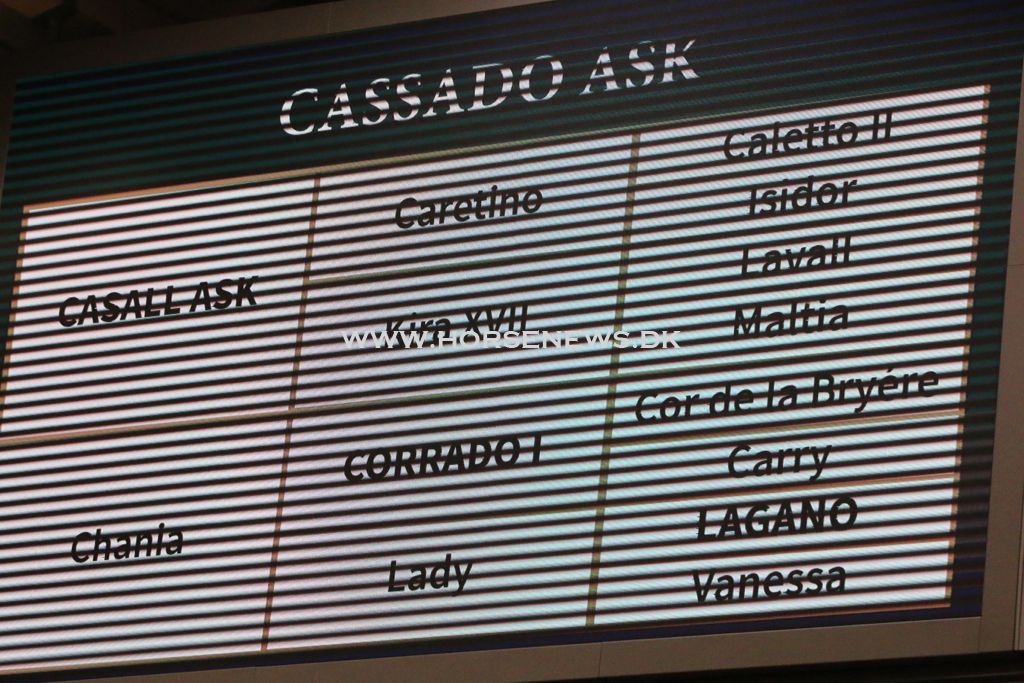 CASSADO ASK
CASALL ASK
Caretino
Kira XVII
Caletto II
Isidor
Lavall
Maltia
Chania
CORRADO I
Lady
Cor de la Bryére
Carry
LAGANO
Vanessa
WWW.HORSENEWS.DK